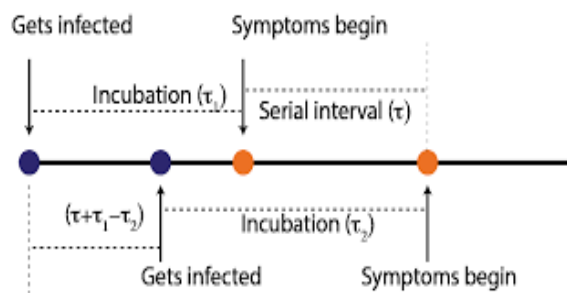 Gets infected
Symptoms begin
Incubation (τ₁)
Serial interval (τ)
(τ+τ₁−τ₂)
Incubation (τ₂)
Gets infected
Symptoms begin